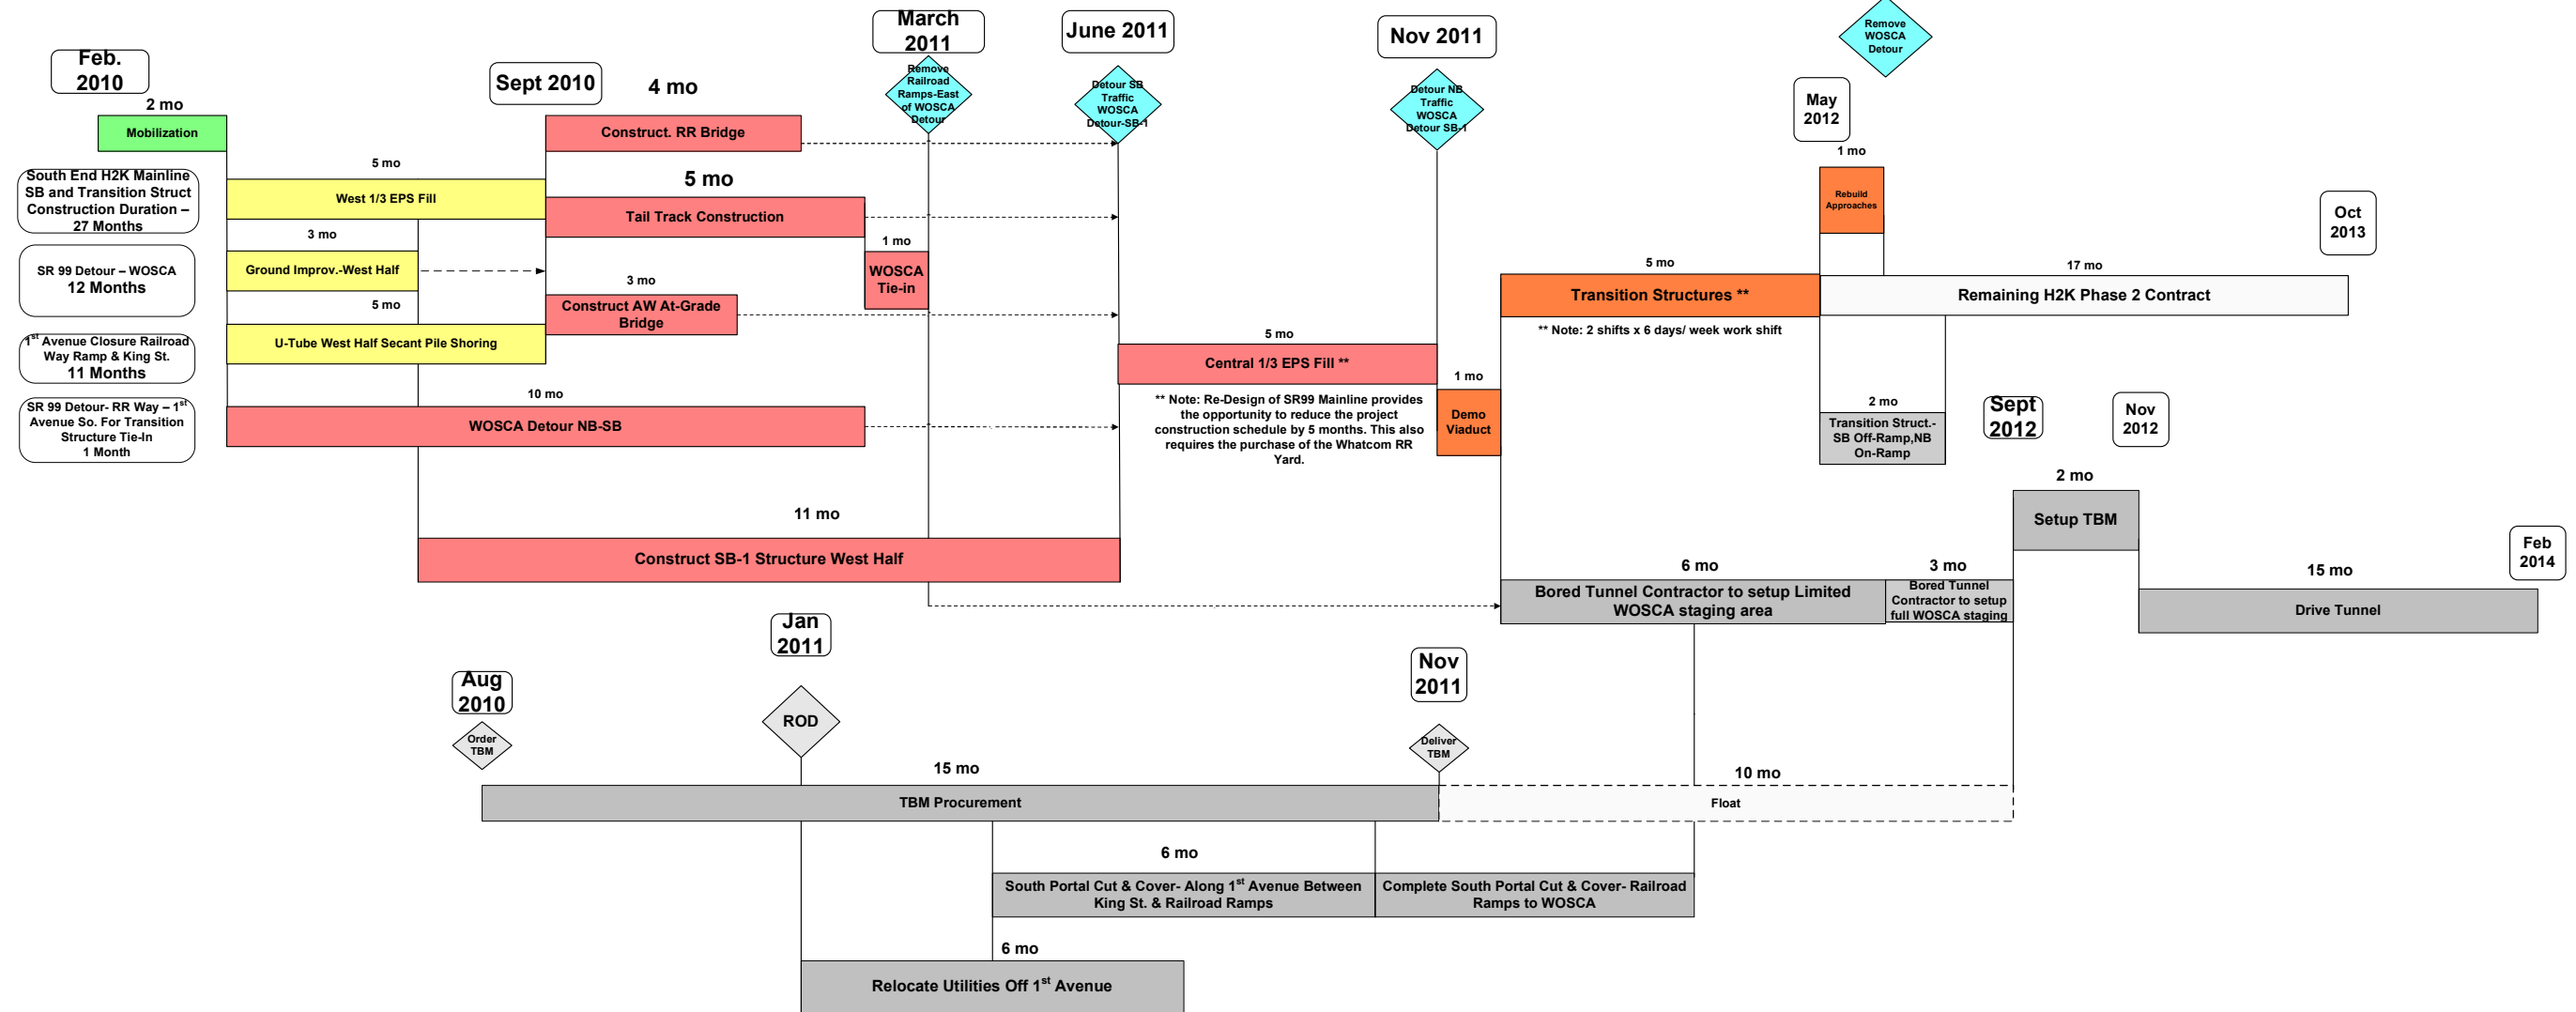 Feb.
2010
2 mo
Mobilization
Sept 2010
4 mo
Construct. RR Bridge
March
2011
Remove
Railroad
Ramps-East
of WOSCA
Detour
June 2011
Detour SB
Traffic
WOSCA
Detour-SB-1
Nov 2011
Detour NB
Traffic
WOSCA
Detour SB-1
Remove
WOSCA
Detour
May
2012
1 mo
Rebuild
Approaches
Oct
2013
South End H2K Mainline
SB and Transition Struct
Construction Duration –
27 Months
SR 99 Detour – WOSCA
12 Months
1st Avenue Closure Railroad
Way Ramp & King St.
11 Months
SR 99 Detour- RR Way – 1st
Avenue So. For Transition
Structure Tie-In
1 Month
5 mo
West 1/3 EPS Fill
3 mo
Ground Improv.-West Half
5 mo
U-Tube West Half Secant Pile Shoring
10 mo
WOSCA Detour NB-SB
5 mo
Tail Track Construction
1 mo
WOSCA
Tie-in
3 mo
Construct AW At-Grade
Bridge
11 mo
Construct SB-1 Structure West Half
5 mo
Central 1/3 EPS Fill **
** Note: Re-Design of SR99 Mainline provides
the opportunity to reduce the project
construction schedule by 5 months. This also
requires the purchase of the Whatcom RR
Yard.
1 mo
Demo
Viaduct
5 mo
Transition Structures **
** Note: 2 shifts x 6 days/ week work shift
17 mo
Remaining H2K Phase 2 Contract
2 mo
Transition Struct.-
SB Off-Ramp,NB
On-Ramp
Sept
2012
Nov
2012
2 mo
Setup TBM
6 mo
Bored Tunnel Contractor to setup Limited
WOSCA staging area
3 mo
Bored Tunnel
Contractor to setup
full WOSCA staging
15 mo
Drive Tunnel
Feb
2014
Aug
2010
Order
TBM
Jan
2011
ROD
Nov
2011
Deliver
TBM
15 mo
TBM Procurement
10 mo
Float
6 mo
South Portal Cut & Cover- Along 1st Avenue Between
King St. & Railroad Ramps
Complete South Portal Cut & Cover- Railroad
Ramps to WOSCA
6 mo
Relocate Utilities Off 1st Avenue